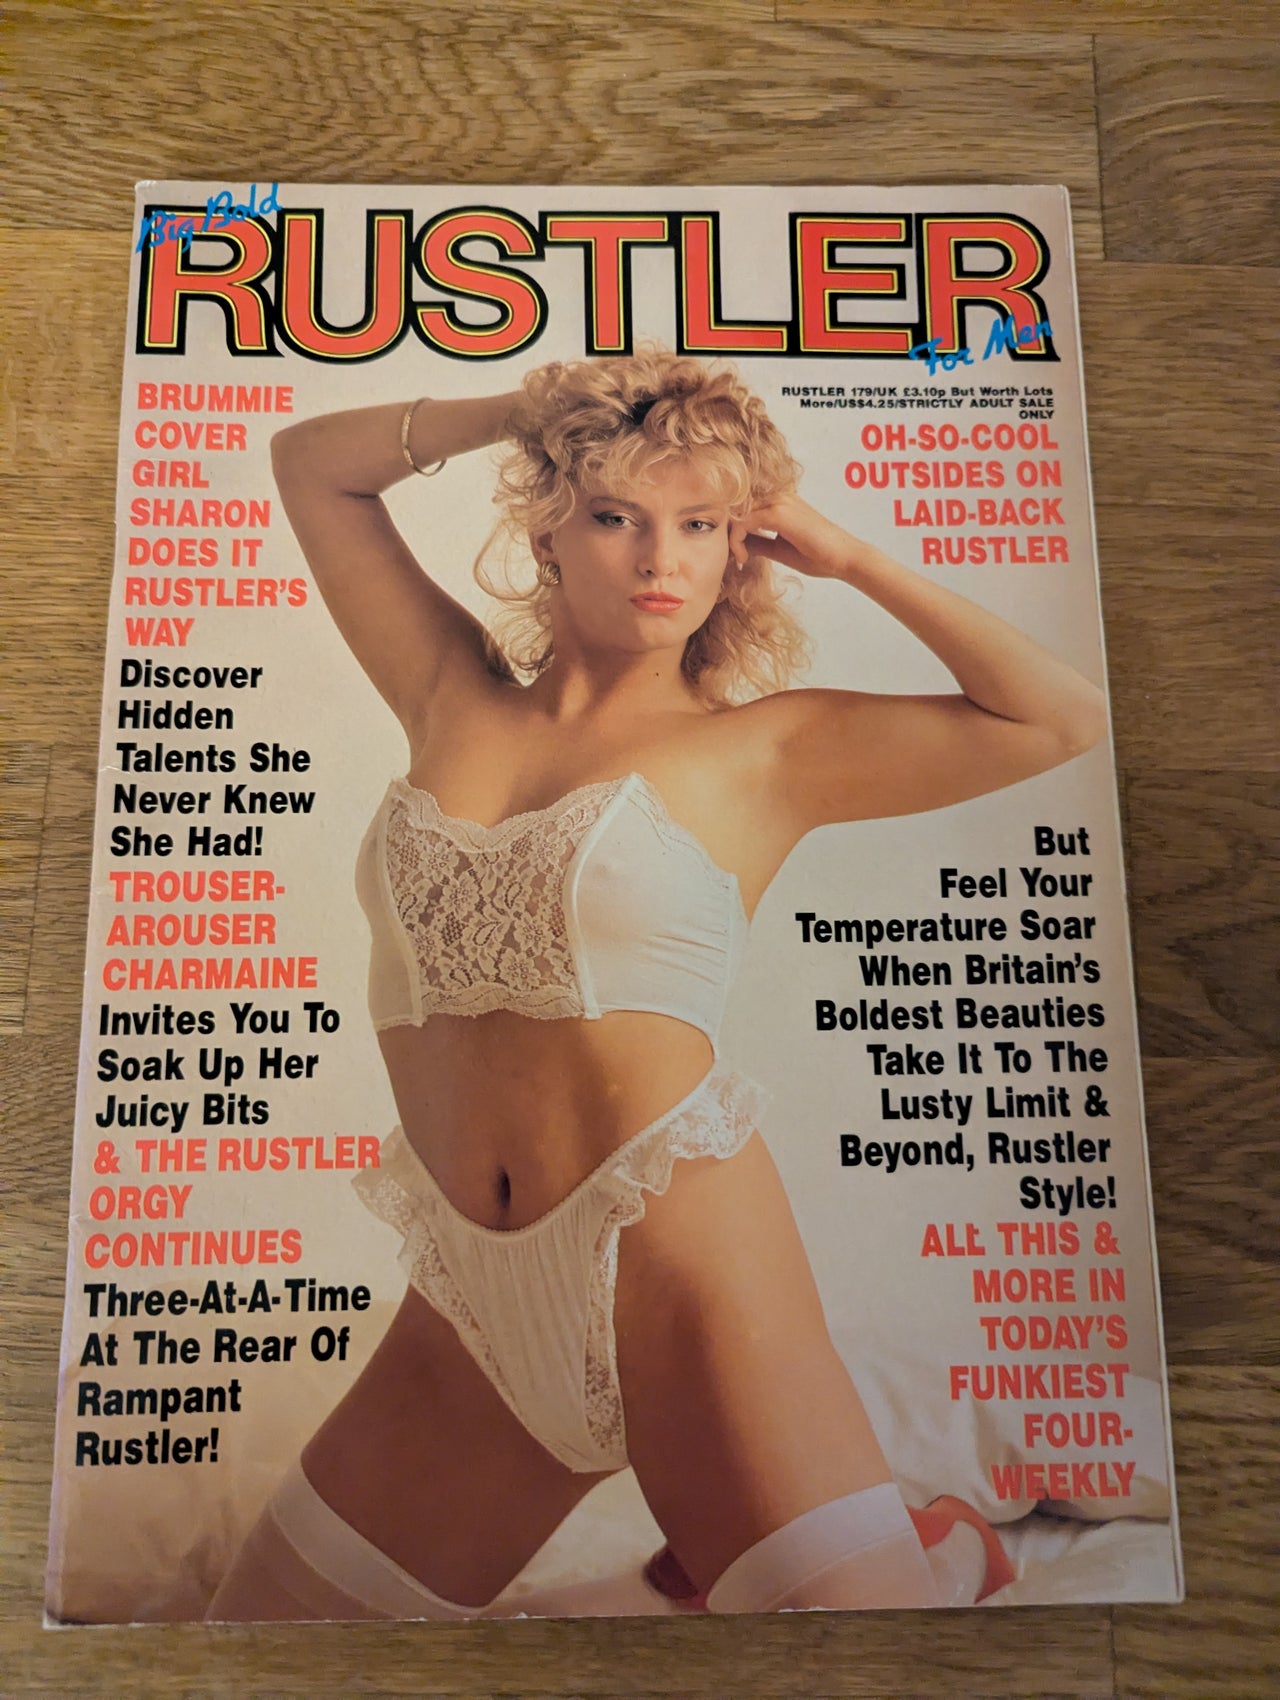 Big Bold
RUSTLER
For Men
RUSTLER 179/UK £3.10p But Worth Lots
More/US$4.25/STRICTLY ADULT SALE
ONLY
BRUMMIE
COVER
GIRL
SHARON
DOES IT
RUSTLER'S
WAY
Discover
Hidden
Talents She
Never Knew
She Had!
TROUSER-
AROUSER
CHARMAINE
Invites You To
Soak Up Her
Juicy Bits
& THE RUSTLER
ORGY
CONTINUES
Three-At-A-Time
At The Rear Of
Rampant
Rustler!
OH-SO-COOL
OUTSIDES ON
LAID-BACK
RUSTLER
But
Feel Your
Temperature Soar
When Britain's
Boldest Beauties
Take It To The
Lusty Limit &
Beyond, Rustler
Style!
ALL THIS &
MORE IN
TODAY'S
FUNKIEST
FOUR-
WEEKLY